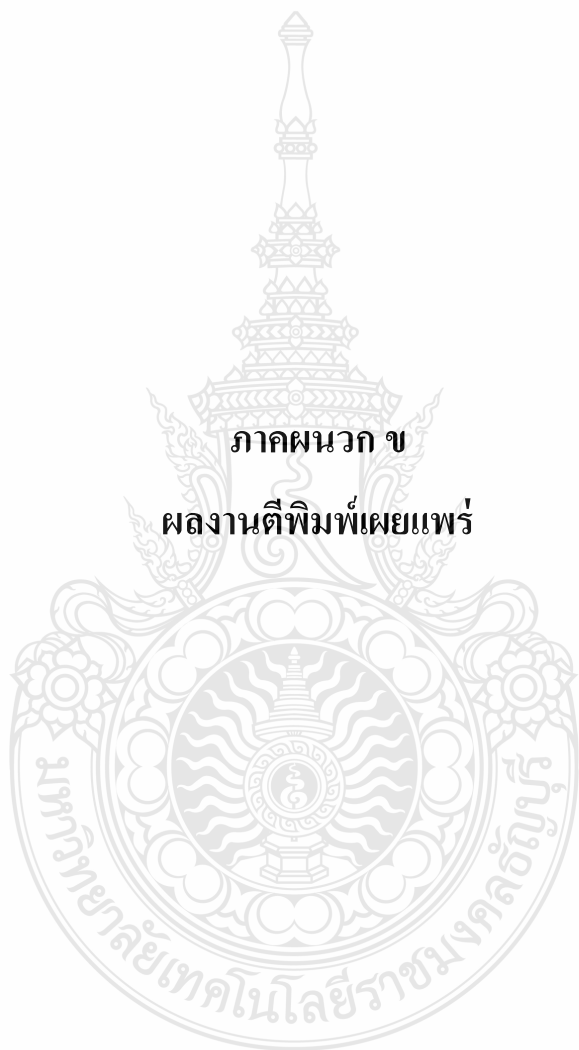 ภาคผนวก ข
ผลงานตีพิมพ์เผยแพร่
มหาวิทยาลัยเทคโนโลยีราชมงคลธัญบุรี